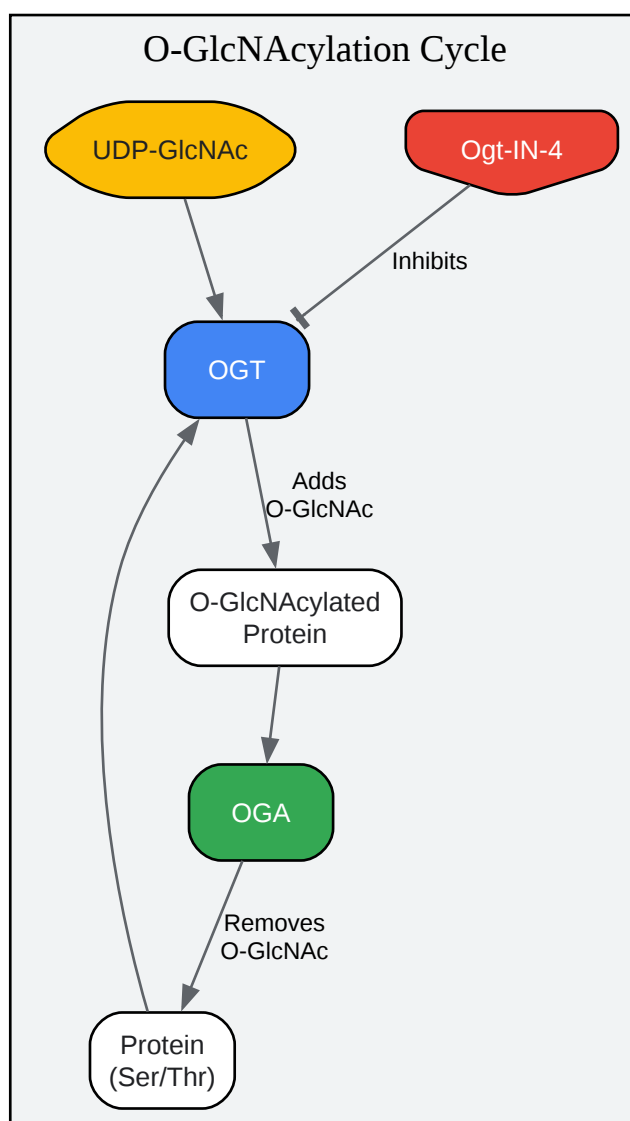 O-GlcNAcylation Cycle
UDP-GlcNAc
Ogt-IN-4
Inhibits
OGT
Adds
O-GlcNAc
O-GlcNAcylated
Protein
OGA
Removes
O-GlcNAc
Protein
(Ser/Thr)